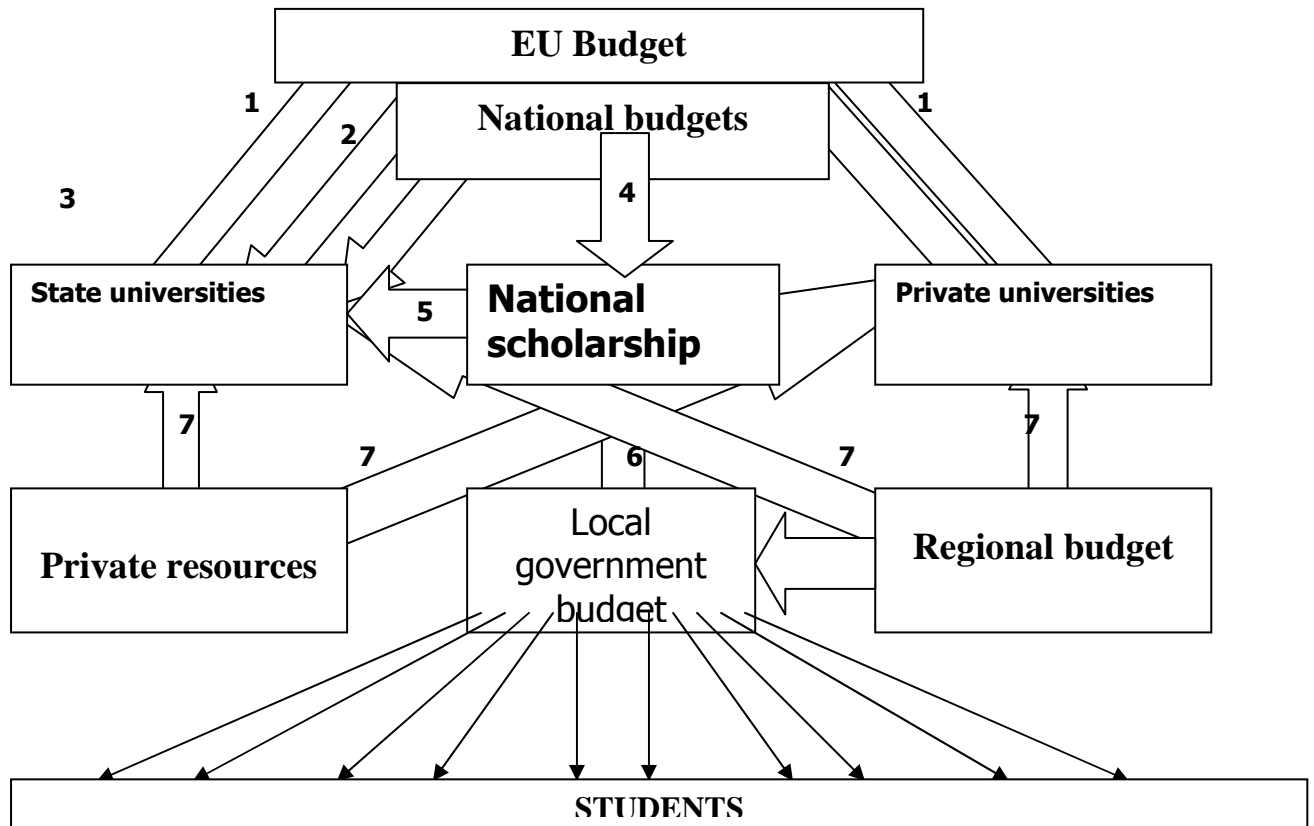 EU Budget
1 1
National budgets
2
3
4
State universities
National
scholarship
Private universities
5
7 7
7 6 7
Local
government
budget
Private resources
Regional budget
STUDENTS